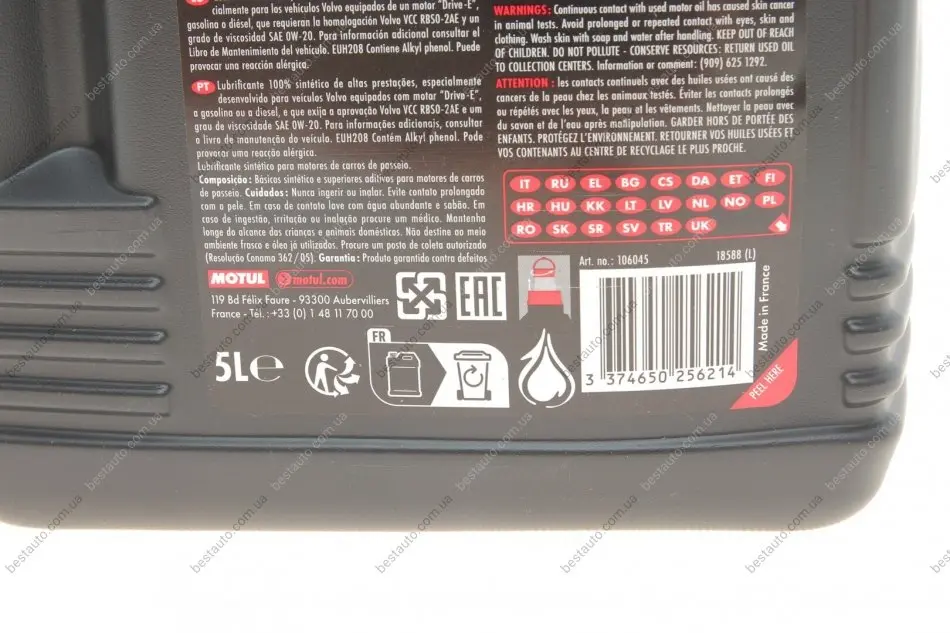 cialmente para los vehículos Volvo equipados de un motor "Drive-E",
gasolina o diésel, que requieran la homologación Volvo VCC RBS0-2AE y un
grado de viscosidad SAE 0W-20. Para información adicional consultar el
Libro de Mantenimiento del vehículo. EUH208 Contiene Alkyl phenol. Puede
provocar una reacción alérgica.
PT Lubrificante 100% sintético de altas prestações, especialmente
desenvolvido para veículos Volvo equipados com motor "Drive-E",
a gasolina ou a diesel, e que exija a aprovação Volvo VCC RBS0-2AE e um
grau de viscosidade SAE 0W-20. Para informações adicionais, consultar
o livro de manutenção do veículo. EUH208 Contém Alkyl phenol. Pode
provocar uma reacção alérgica.
Lubrificante sintético para motores de carros de passeio.
Composição: Básicos sintético e superiores aditivos para motores de carros
de passeio. Cuidados: Nunca ingerir ou inalar. Evite contato prolongado
com a pele. Em caso de contato lave com água abundante e sabão. Em
caso de ingestão, irritação ou inalação procure um médico. Mantenha
longe do alcance das crianças e animais domésticos. Não destine ao meio
ambiente frasco e óleo já utilizados. Procure um posto de coleta autorizado
(Resolução Conama 362/05). Garantia: Produto garantido contra defeitos
MOTUL motul.com
119 Bd Félix Faure - 93300 Aubervilliers
France - Tél.: +33 (0) 1 48 11 70 00
5L e
FR
EAC
WARNINGS: Continuous contact with used motor oil has caused skin cancer
in animal tests. Avoid prolonged or repeated contact with eyes, skin and
clothing. Wash skin with soap and water after handling. KEEP OUT OF REACH
OF CHILDREN. DO NOT POLLUTE - CONSERVE RESOURCES: RETURN USED OIL
TO COLLECTION CENTERS. Information or comment: (909) 625 1292.
ATTENTION : les contacts continuels avec des huiles usées ont causé des
cancers de la peau chez les animaux testés. Eviter les contacts prolongés
ou répétés avec les yeux, la peau et les vêtements. Nettoyer la peau avec
du savon et de l'eau après manipulation. GARDER HORS DE PORTÉE DES
ENFANTS. PROTÉGEZ L'ENVIRONNEMENT. RETOURNER VOS HUILES USÉES ET
VOS CONTENANTS AU CENTRE DE RECYCLAGE LE PLUS PROCHE.
IT RU EL BG CS DA ET FI
HR HU KK LT LV NL NO PL
RO SK SR SV TR UK
Art. no.: 106045 18588 (L)
3 374650 256214
Made in France
PEEL HERE
bestauto.com.ua